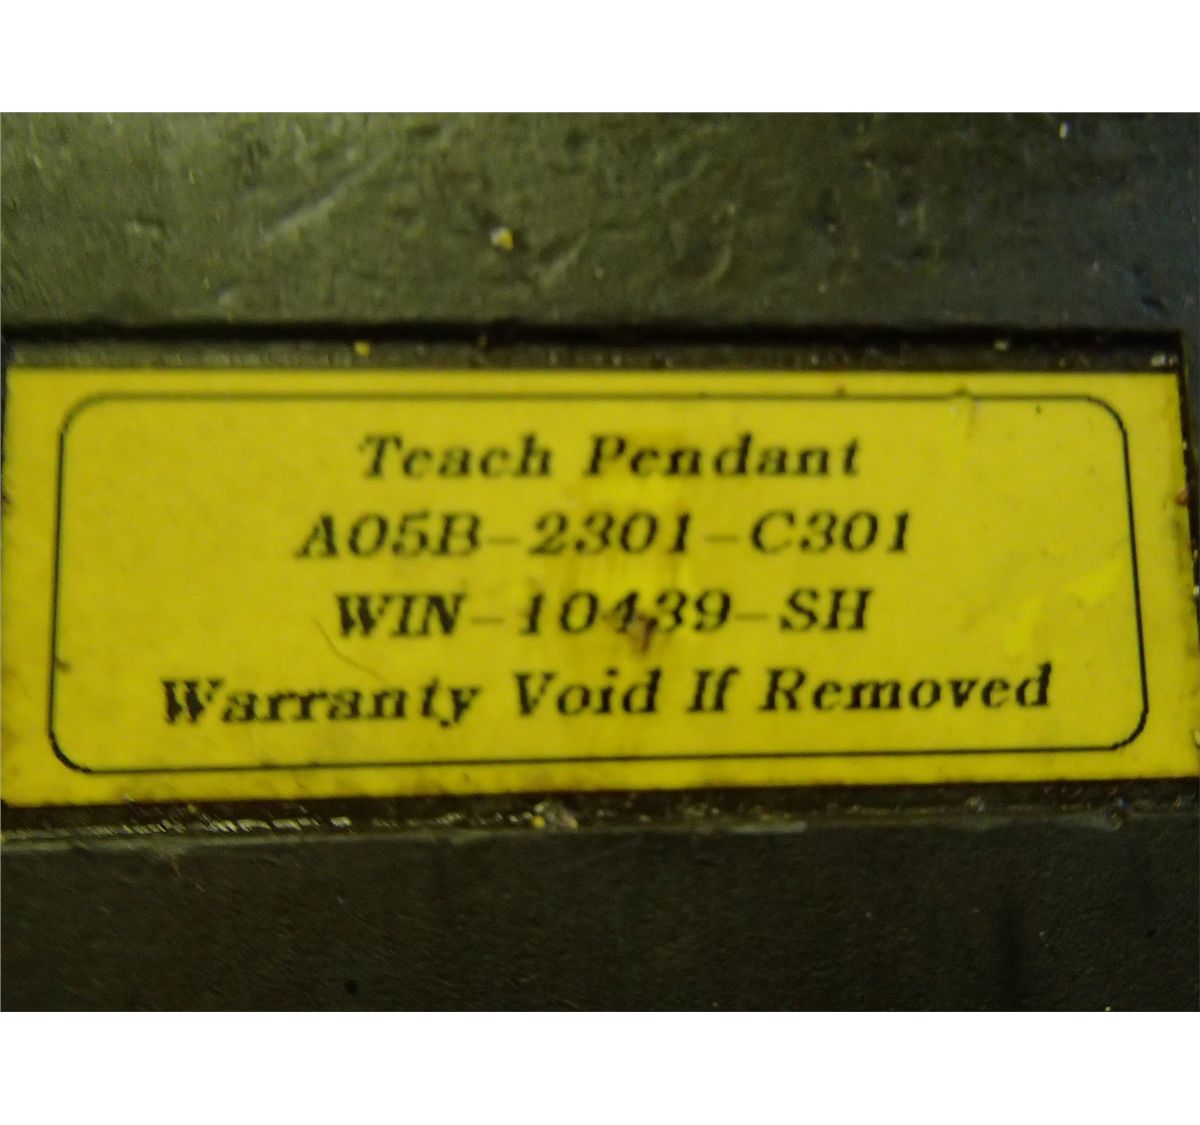 Teach Pendant
A05B-2301-C301
WIN-10439-SH
Warranty Void If Removed